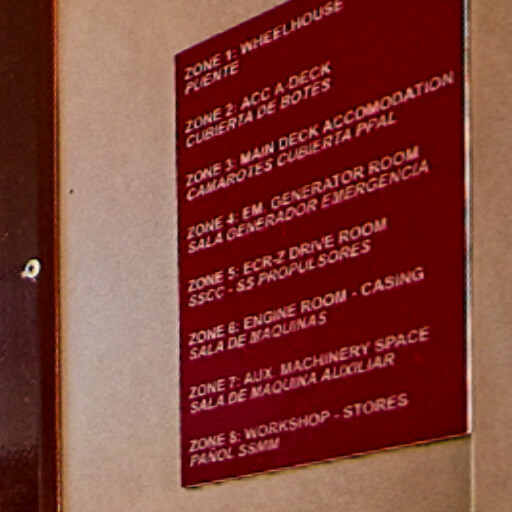 ZONE 1: WHEELHOUSE
PUENTE
ZONE 2: ACC A DECK
CUBIERTA DE BOTES
ZONE 3: MAIN DECK ACCOMODATION
CAMAROTES CUBIERTA PPAL
ZONE 4: EM. GENERATOR ROOM
SALA GENERADOR EMERGENCIA
ZONE 5: ECR-Z DRIVE ROOM
SSCC - SS PROPULSORES
ZONE 6: ENGINE ROOM - CASING
SALA DE MAQUINAS
ZONE 7: AUX. MACHINERY SPACE
SALA DE MAQUINA AUXILIAR
ZONE 8: WORKSHOP - STORES
PAÑOL SSMM